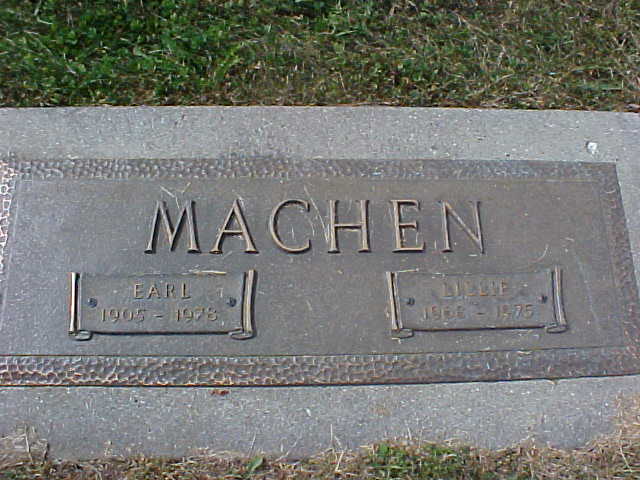 MACHEN
EARL
1905 - 1978
LILLIE
- 1975